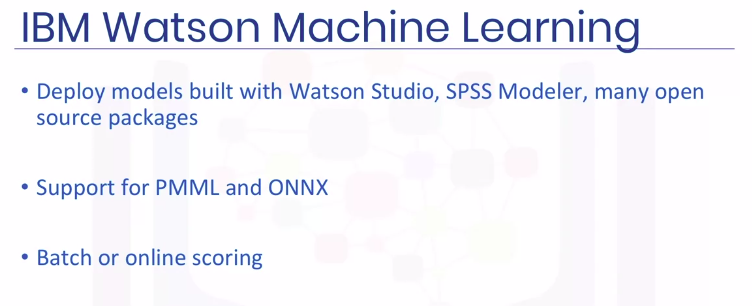 IBM Watson Machine Learning
• Deploy models built with Watson Studio, SPSS Modeler, many open
source packages
• Support for PMML and ONNX
• Batch or online scoring